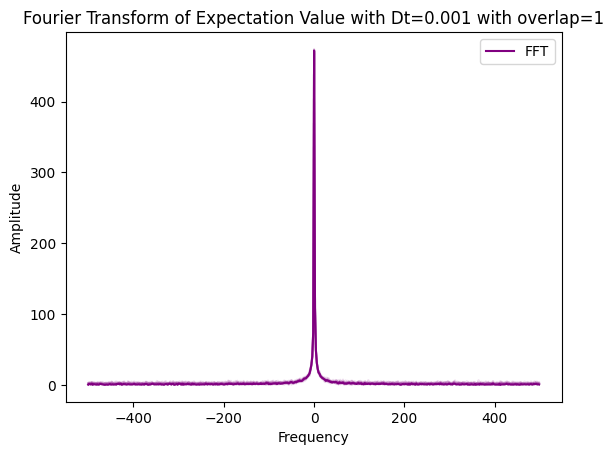 Fourier Transform of Expectation Value with Dt=0.001 with overlap=1
FFT
400
300
200
100
0
Amplitude
−400
−200
0
200
400
Frequency